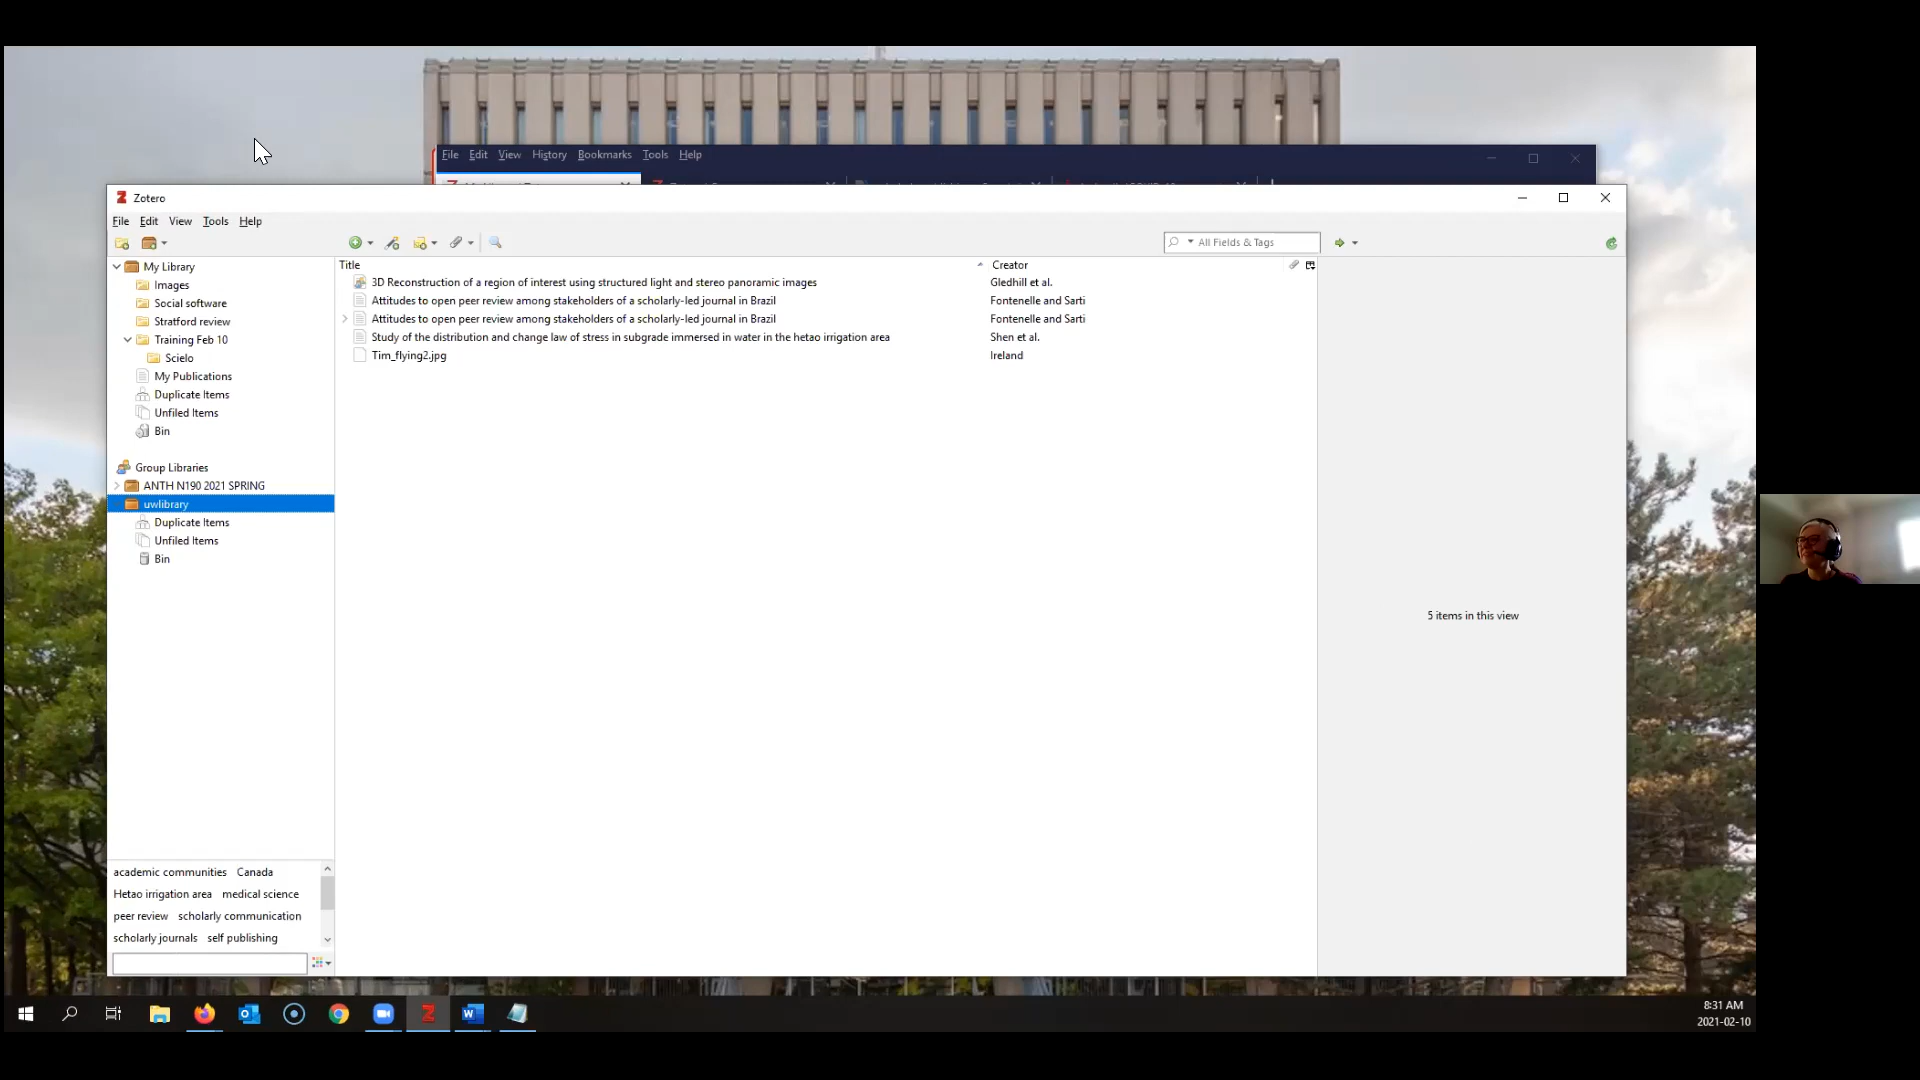 File Edit View History Bookmarks Tools Help
Zotero
File Edit View Tools Help
All Fields & Tags
My Library
Images
Social software
Stratford review
Training Feb 10
Scielo
My Publications
Duplicate Items
Unfiled Items
Bin
Group Libraries
ANTH N190 2021 SPRING
uwlibrary
Duplicate Items
Unfiled Items
Bin
Title Creator
3D Reconstruction of a region of interest using structured light and stereo panoramic images Gledhill et al.
Attitudes to open peer review among stakeholders of a scholarly-led journal in Brazil Fontenelle and Sarti
Attitudes to open peer review among stakeholders of a scholarly-led journal in Brazil Fontenelle and Sarti
Study of the distribution and change law of stress in subgrade immersed in water in the hetao irrigation area Shen et al.
Tim_flying2.jpg Ireland
5 items in this view
academic communities Canada
Hetao irrigation area medical science
peer review scholarly communication
scholarly journals self publishing
8:31 AM
2021-02-10